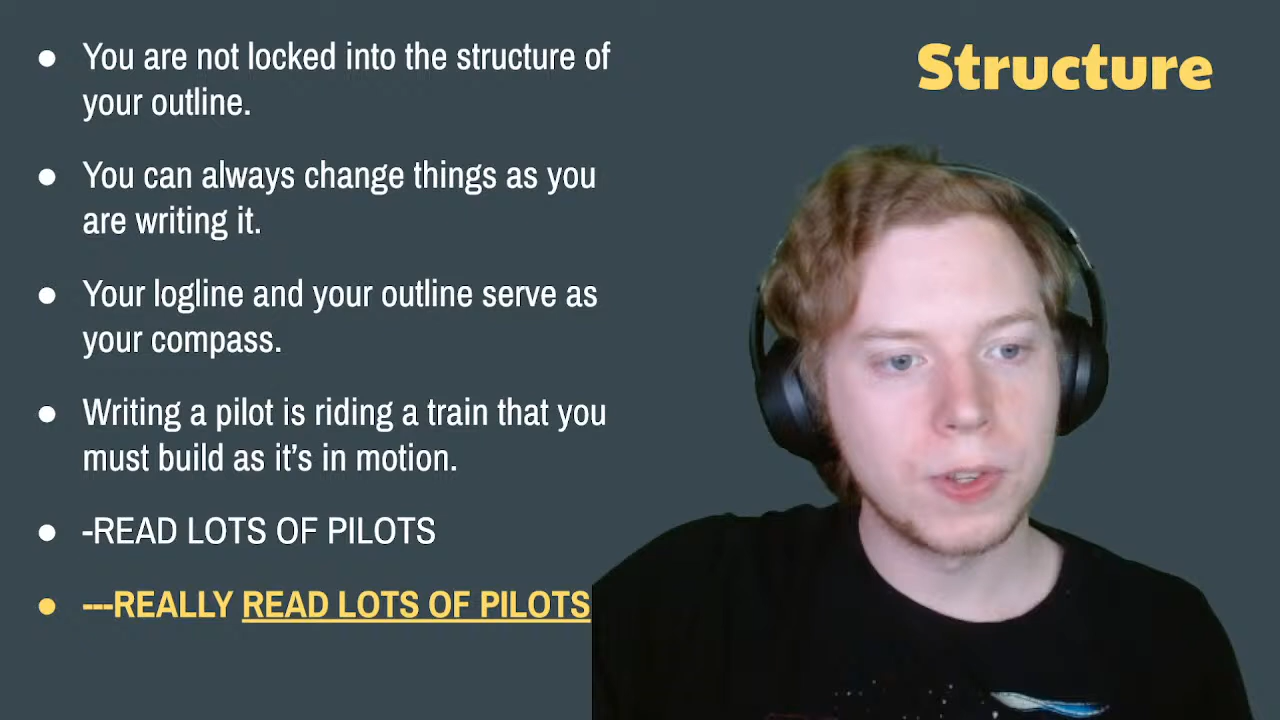 Structure
● You are not locked into the structure of
your outline.
● You can always change things as you
are writing it.
● Your logline and your outline serve as
your compass.
● Writing a pilot is riding a train that you
must build as it’s in motion.
● -READ LOTS OF PILOTS
● ---REALLY READ LOTS OF PILOTS